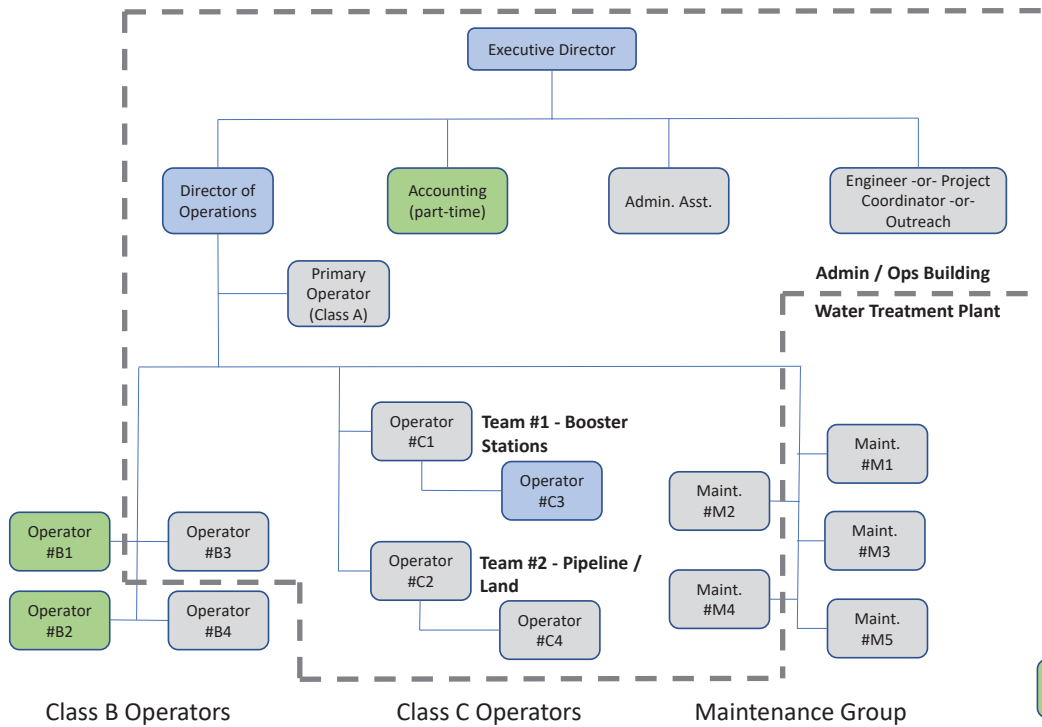 Executive Director
Director of
Operations
Accounting
(part-time)
Admin. Asst.
Engineer -or- Project
Coordinator -or-
Outreach
Admin / Ops Building
Primary
Operator
(Class A)
Water Treatment Plant
Operator
#C1
Team #1 - Booster
Stations
Operator
#C3
Maint.
#M1
Maint.
#M2
Operator
#B1
Operator
#B3
Operator
#C2
Team #2 - Pipeline /
Land
Maint.
#M3
Operator
#B2
Operator
#B4
Operator
#C4
Maint.
#M4
Maint.
#M5
Class B Operators
Class C Operators
Maintenance Group